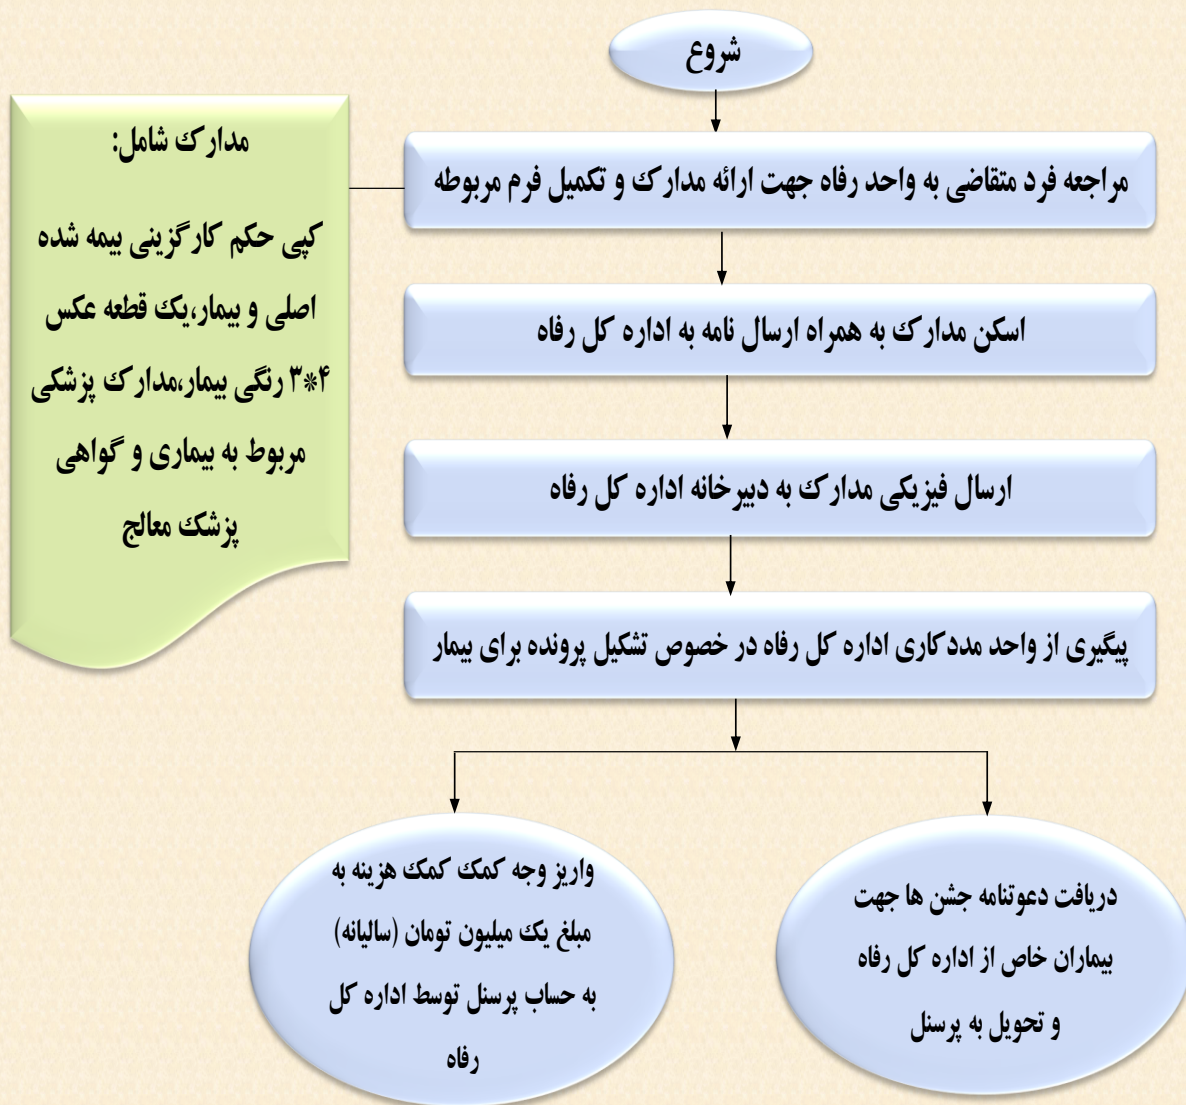 شروع
مراجعه فرد متقاضی به واحد رفاه جهت ارائه مدارک و تکمیل فرم مربوطه
مدارک شامل:
کپی حکم کارگزینی بیمه شده
اصلی و بیمار،یک قطعه عکس
۳*۴ رنگی بیمار،مدارک پزشکی
مربوط به بیماری و گواهی
پزشک معالج
اسکن مدارک به همراه ارسال نامه به اداره کل رفاه
ارسال فیزیکی مدارک به دبیرخانه اداره کل رفاه
پیگیری از واحد مددکاری اداره کل رفاه در خصوص تشکیل پرونده برای بیمار
دریافت دعوتنامه جشن ها جهت
بیماران خاص از اداره کل رفاه
و تحویل به پرسنل
واریز وجه کمک کمک هزینه به
مبلغ یک میلیون تومان (سالیانه)
به حساب پرسنل توسط اداره کل
رفاه